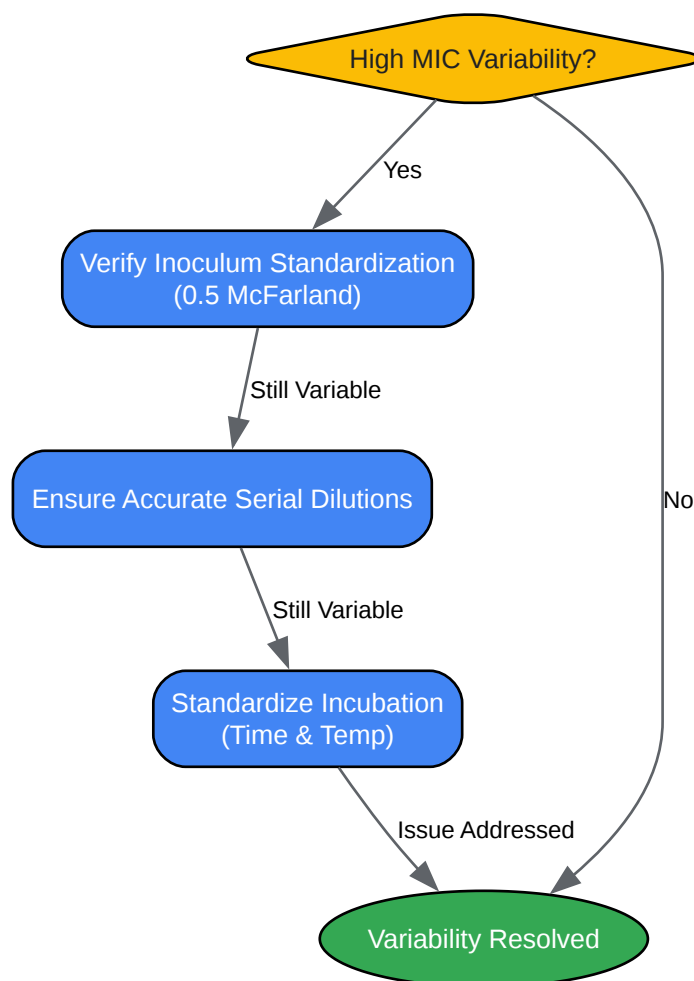 High MIC Variability?
Yes
Verify Inoculum Standardization
(0.5 McFarland)
Still Variable
Ensure Accurate Serial Dilutions
No
Still Variable
Standardize Incubation
(Time & Temp)
Issue Addressed
Variability Resolved